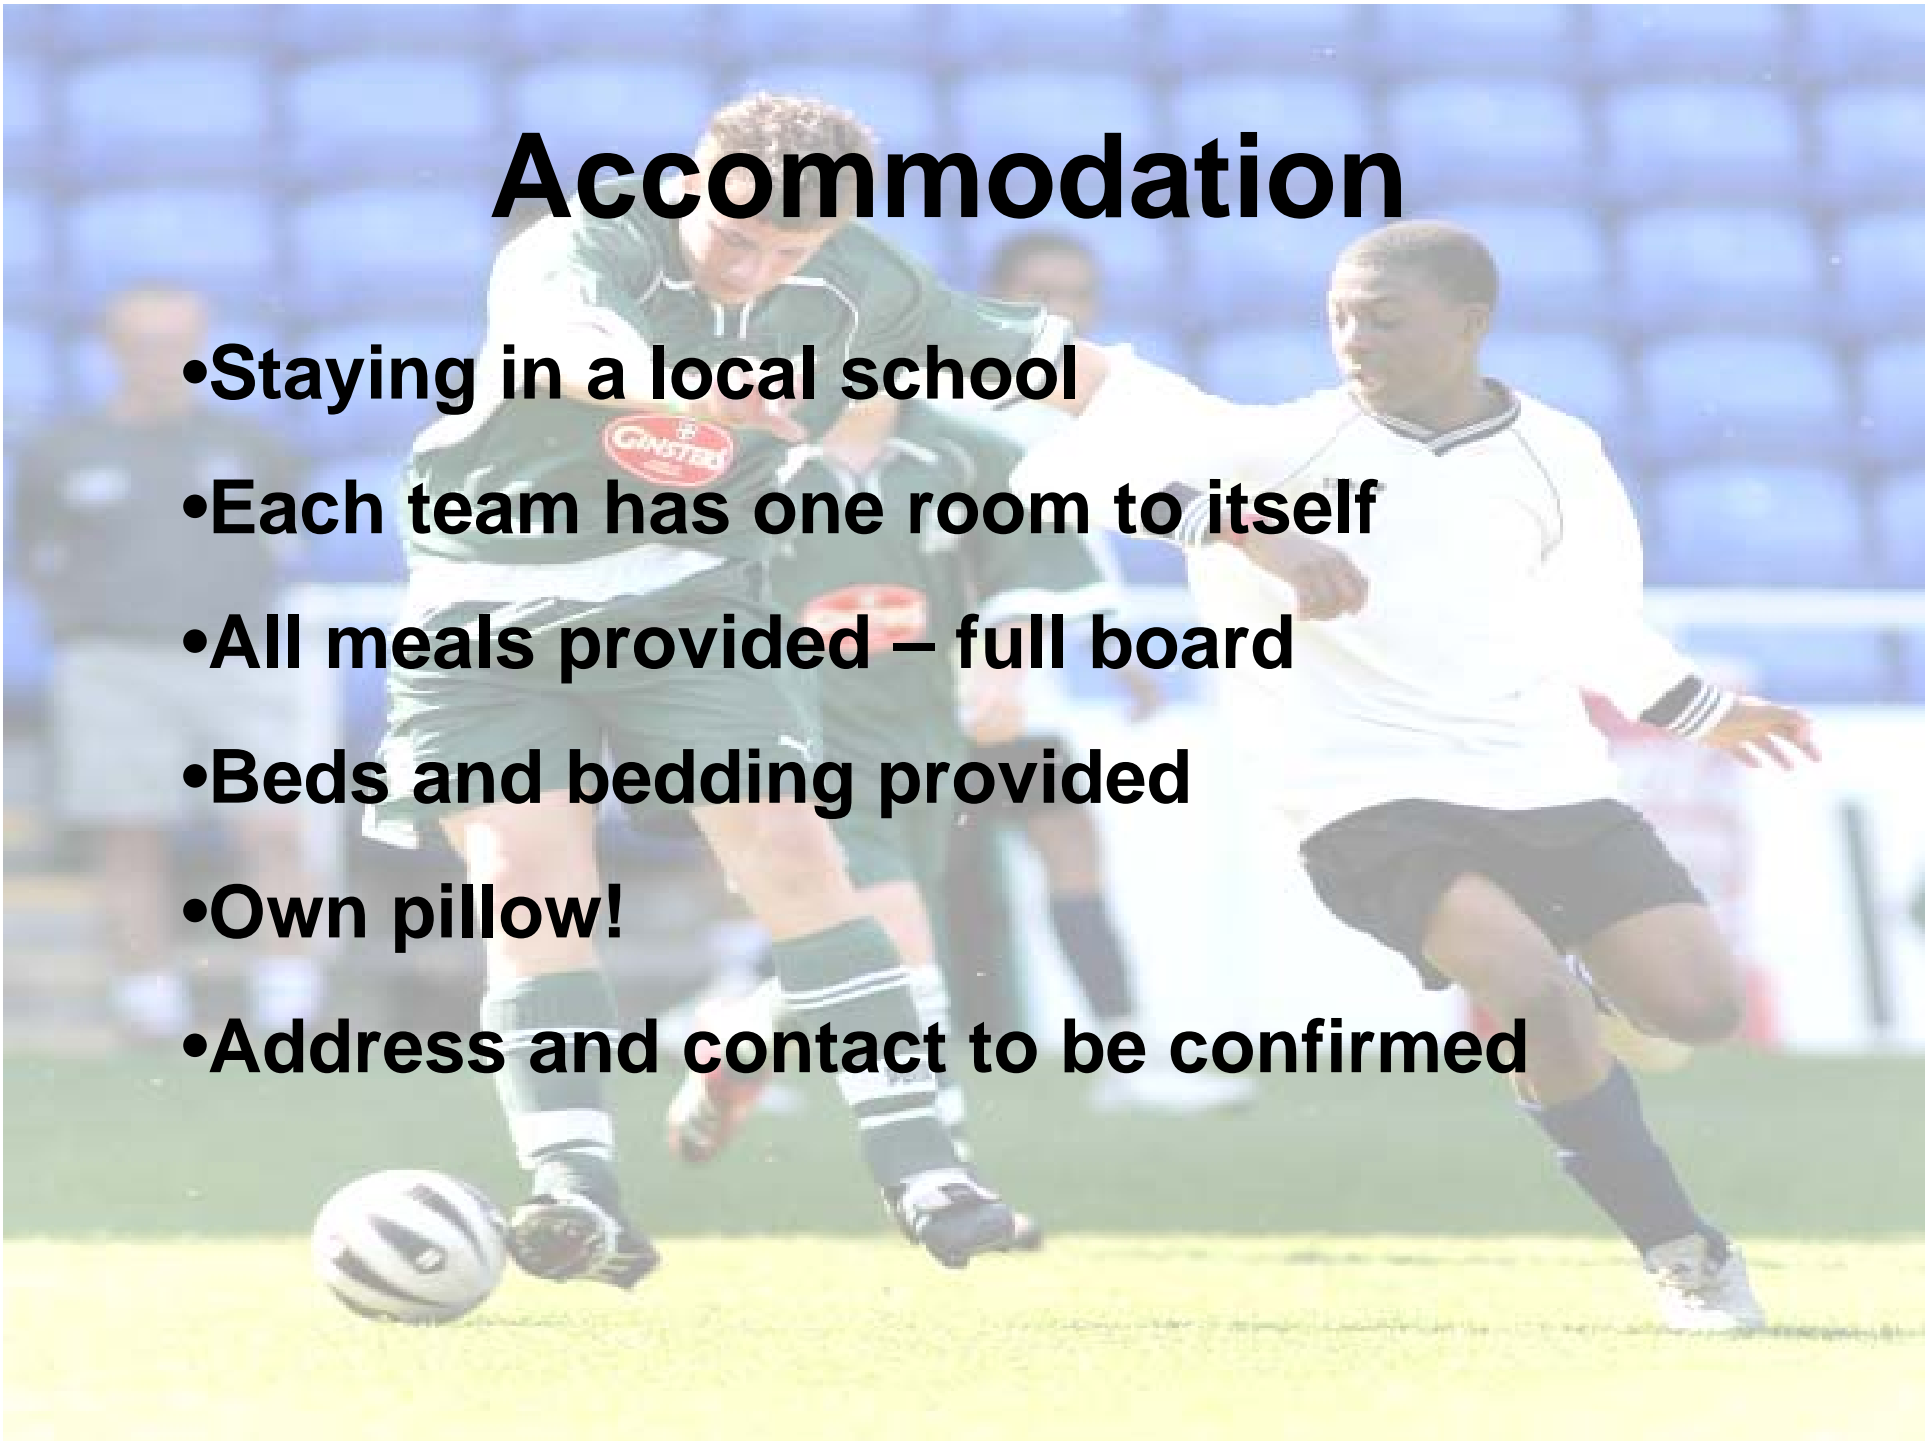 Accommodation
•Staying in a local school
GINSTERS
•Each team has one room to itself
•All meals provided – full board
•Beds and bedding provided
•Own pillow!
•Address and contact to be confirmed